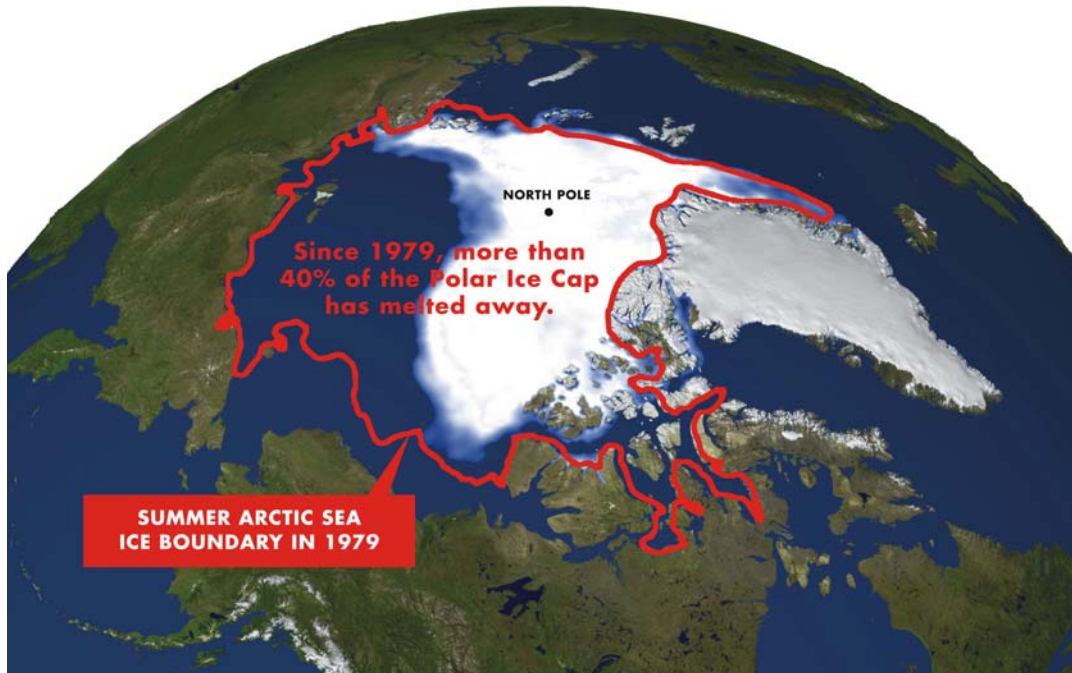 NORTH POLE
Since 1979, more than
40% of the Polar Ice Cap
has melted away.
SUMMER ARCTIC SEA
ICE BOUNDARY IN 1979